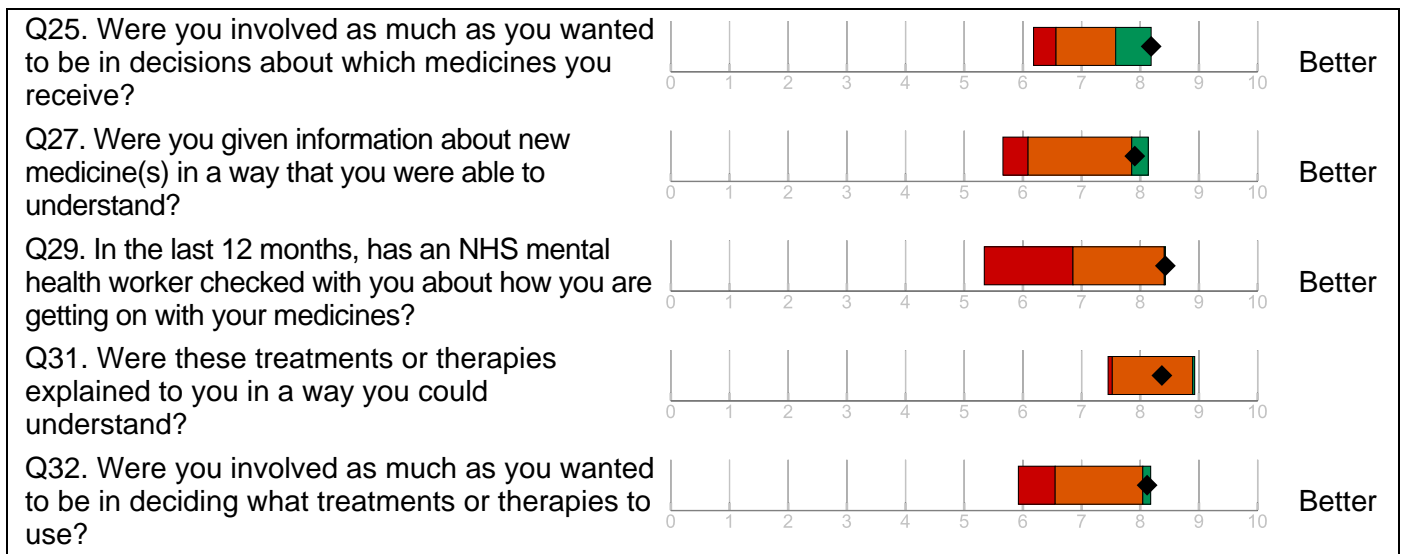 Q25. Were you involved as much as you wanted
to be in decisions about which medicines you
receive?
0 1 2 3 4 5 6 7 8 9 10
Better
Q27. Were you given information about new
medicine(s) in a way that you were able to
understand?
0 1 2 3 4 5 6 7 8 9 10
Better
Q29. In the last 12 months, has an NHS mental
health worker checked with you about how you are
getting on with your medicines?
0 1 2 3 4 5 6 7 8 9 10
Better
Q31. Were these treatments or therapies
explained to you in a way you could
understand?
0 1 2 3 4 5 6 7 8 9 10
Q32. Were you involved as much as you wanted
to be in deciding what treatments or therapies to
use?
0 1 2 3 4 5 6 7 8 9 10
Better